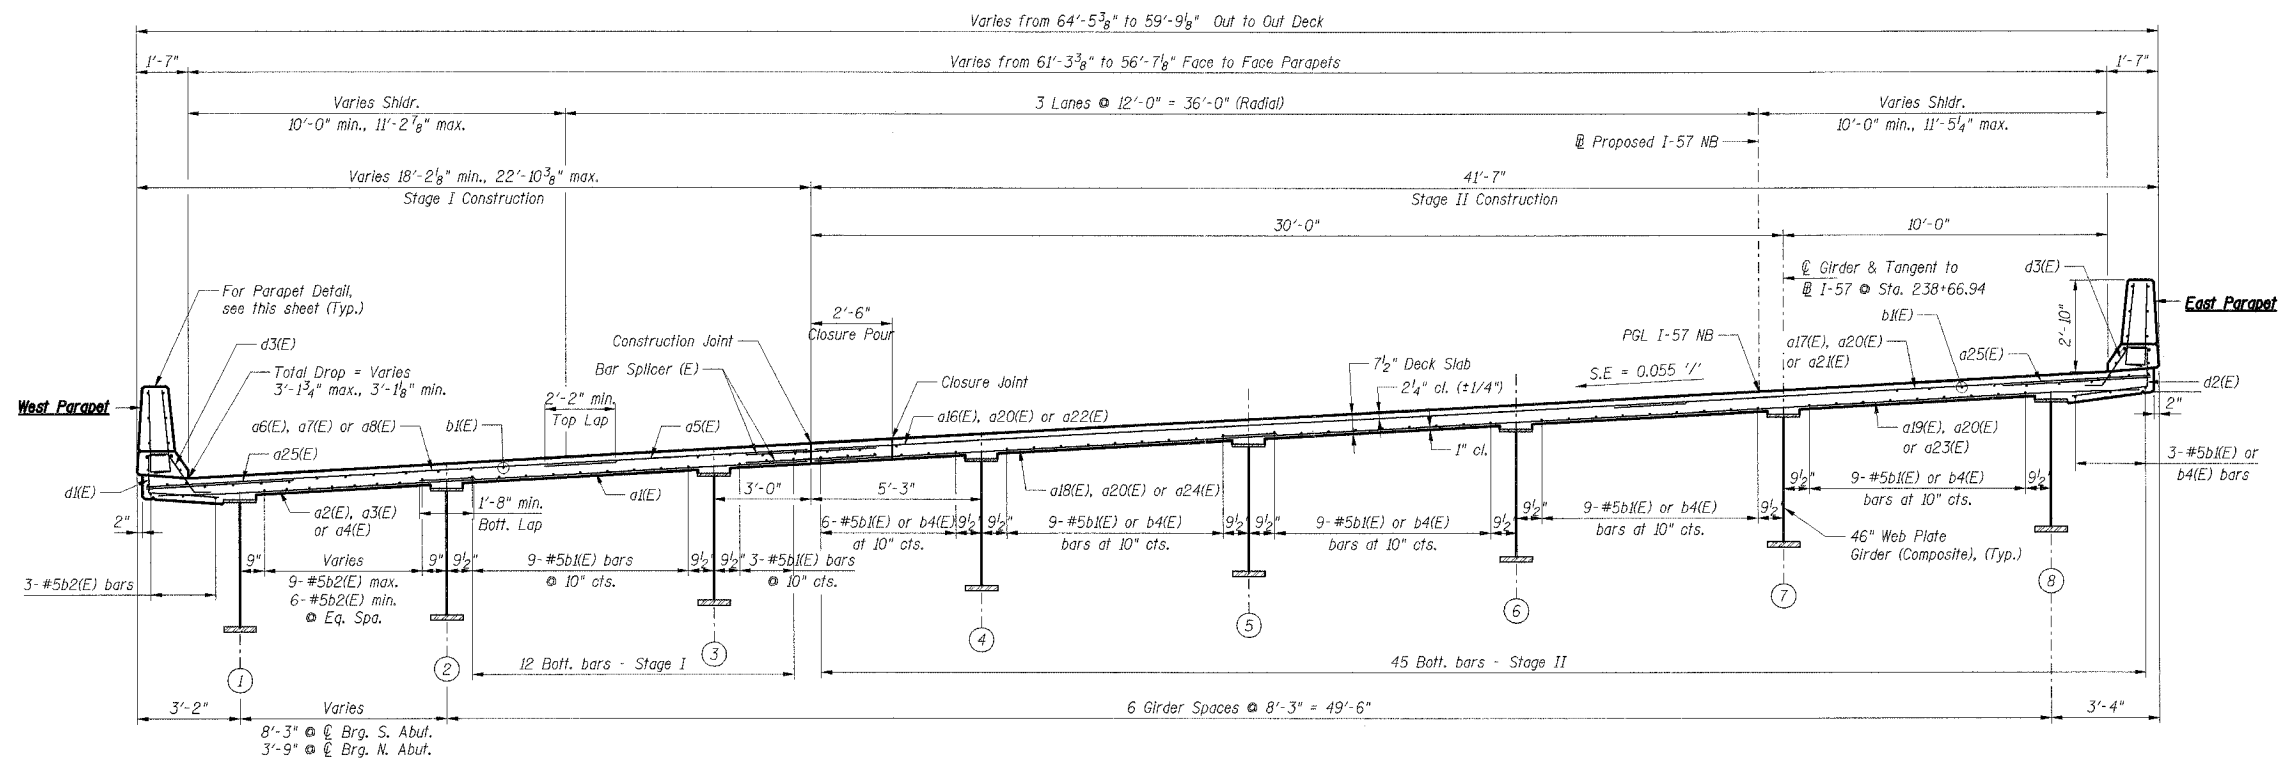 Varies from 64'-5 3/8" to 59'-9 1/8" Out to Out Deck
1'-7"
Varies from 61'-3 3/8" to 56'-7 1/8" Face to Face Parapets
1'-7"
Varies Shldr.
10'-0" min., 11'-2 7/8" max.
3 Lanes @ 12'-0" = 36'-0" (Radial)
Varies Shldr.
10'-0" min., 11'-5 1/4" max.
℄ Proposed I-57 NB
Varies 18'-2 1/8" min., 22'-10 3/8" max.
Stage I Construction
41'-7"
Stage II Construction
30'-0"
10'-0"
℄ Girder & Tangent to
I-57 @ Sta. 238+66.94
d3(E)
For Parapet Detail,
see this sheet (Typ.)
East Parapet
b1(E)
2'-10"
2'-6"
Closure Pour
Construction Joint
Bar Splicer (E)
d3(E)
Total Drop = Varies
3'-1 3/4" max., 3'-1 1/8" min.
PGL I-57 NB
a17(E), a20(E)
or a21(E)
a25(E)
7 1/2" Deck Slab
2 1/4" cl. (±1/4")
S.E = 0.055 '/'
Closure Joint
d2(E)
2"
West Parapet
2'-2" min.
Top Lap
a6(E), a7(E) or a8(E)
b1(E)
a5(E)
a16(E), a20(E) or a22(E)
1" cl.
a19(E), a20(E)
or a23(E)
a25(E)
3-#5b1(E) or
b4(E) bars
d1(E)
a2(E), a3(E)
or a4(E)
1'-8" min.
Bott. Lap
a1(E)
3'-0"
5'-3"
a18(E), a20(E) or a24(E)
2"
6-#5b1(E) or b4(E)
at 10" cts.
9 1/2"
9 1/2"
9-#5b1(E) or b4(E)
bars at 10" cts.
9 1/2"
9 1/2"
9-#5b1(E) or b4(E)
bars at 10" cts.
9 1/2"
9 1/2"
9-#5b1(E) or b4(E)
bars at 10" cts.
9 1/2"
9 1/2"
9-#5b1(E) or b4(E)
bars at 10" cts.
9 1/2"
46" Web Plate
Girder (Composite), (Typ.)
3-#5b2(E) bars
9"
Varies
9-#5b2(E) max.
6-#5b2(E) min.
@ Eq. Spa.
9"
9 1/2"
9-#5b1(E) bars
@ 10" cts.
9 1/2"
9 1/2"
3-#5b1(E) bars
@ 10" cts.
1
2
3
4
5
6
7
8
12 Bott. bars - Stage I
45 Bott. bars - Stage II
3'-2"
Varies
8'-3" @ ℄ Brg. S. Abut.
3'-9" @ ℄ Brg. N. Abut.
6 Girder Spaces @ 8'-3" = 49'-6"
3'-4"